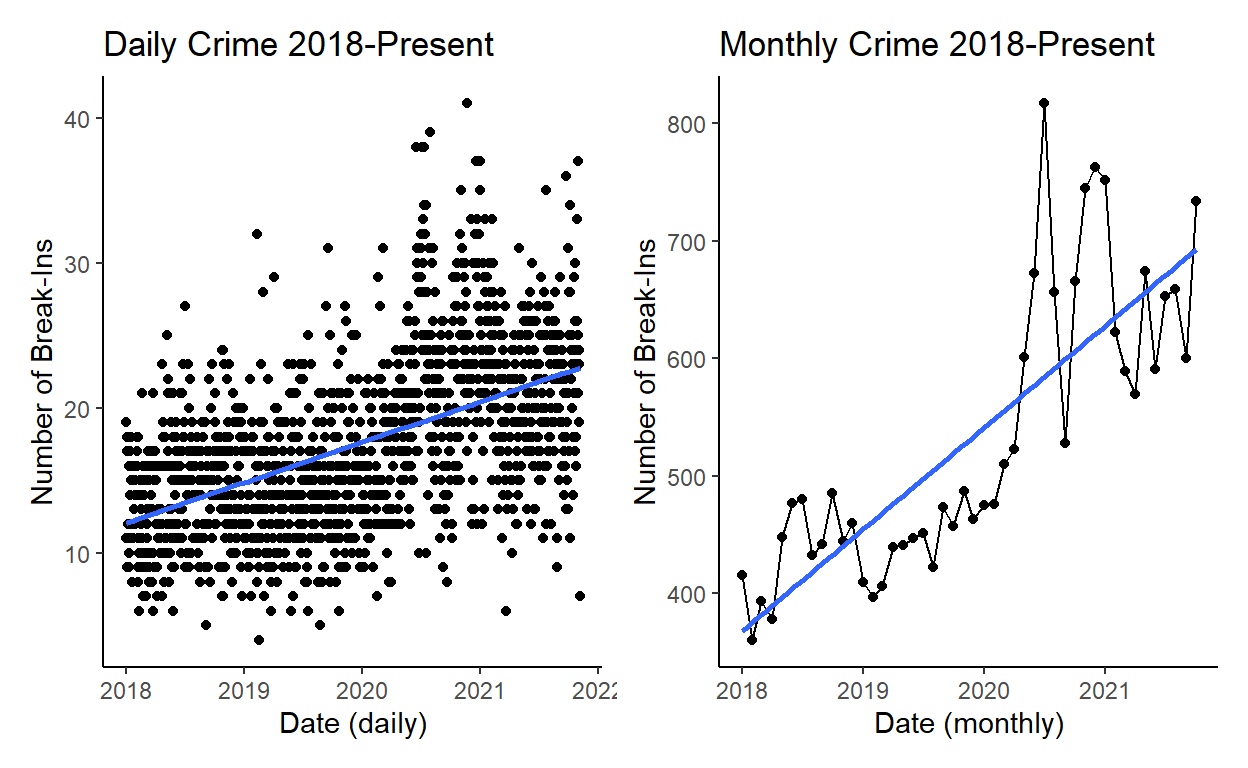 Daily Crime 2018-Present
Number of Break-Ins
40
30
20
10
2018 2019 2020 2021 2022
Date (daily)
Monthly Crime 2018-Present
Number of Break-Ins
800
700
600
500
400
2018 2019 2020 2021
Date (monthly)